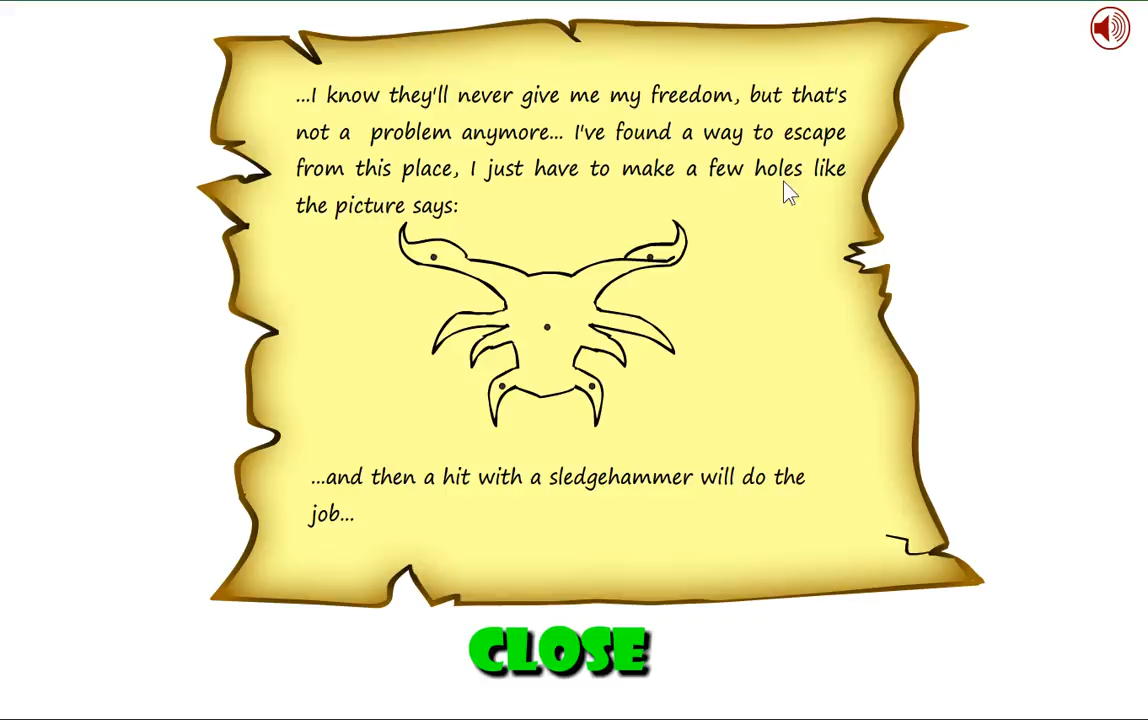 ...I know they'll never give me my freedom, but that's
not a problem anymore... I've found a way to escape
from this place, I just have to make a few holes like
the picture says:
...and then a hit with a sledgehammer will do the
job...
CLOSE